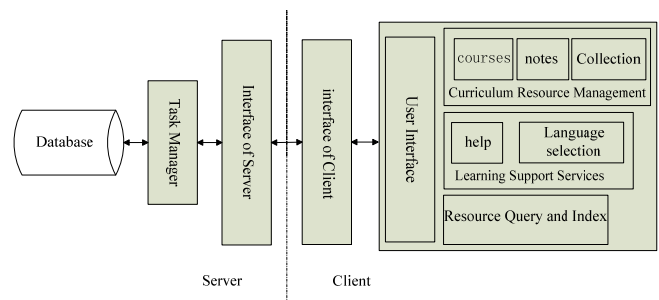 Database
Task Manager
Interface of Server
interface of Client
User Interface
courses
notes
Collection
Curriculum Resource Management
help
Language
selection
Learning Support Services
Resource Query and Index
Server
Client